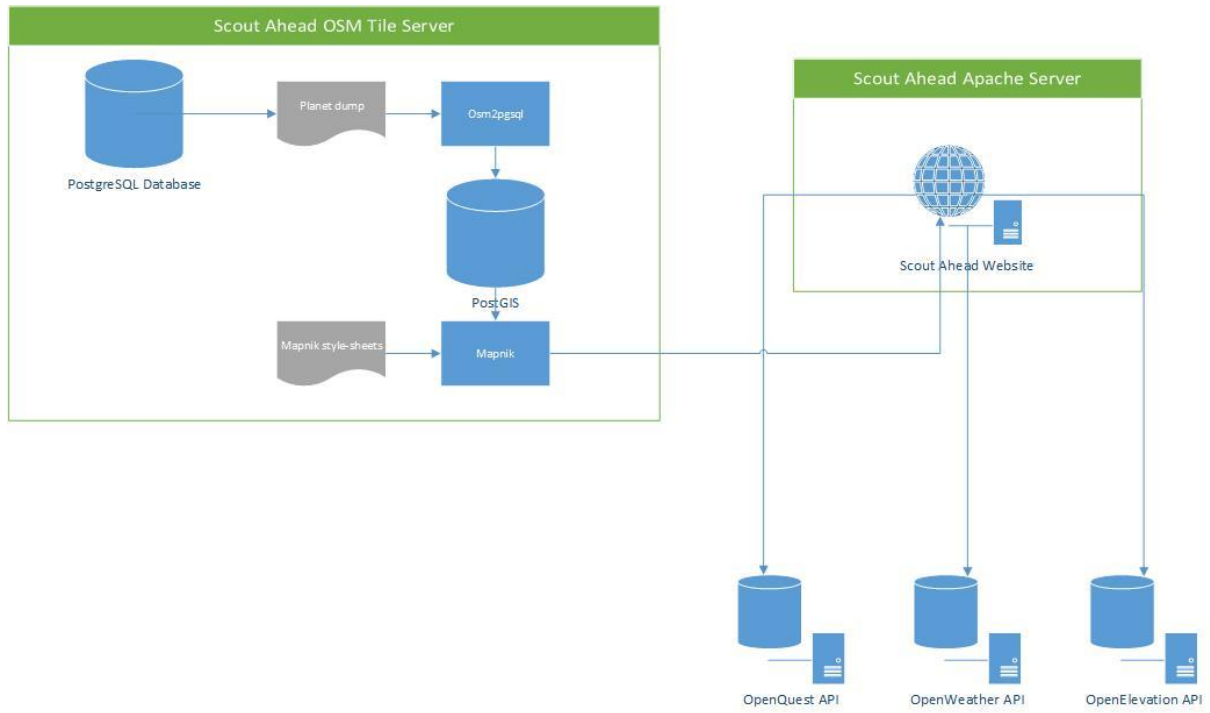 Scout Ahead OSM Tile Server
Scout Ahead Apache Server
Planet dump
Osm2pgsql
PostgreSQL Database
Scout Ahead Website
PostGIS
Mapnik style-sheets
Mapnik
OpenQuest API
OpenWeather API
OpenElevation API